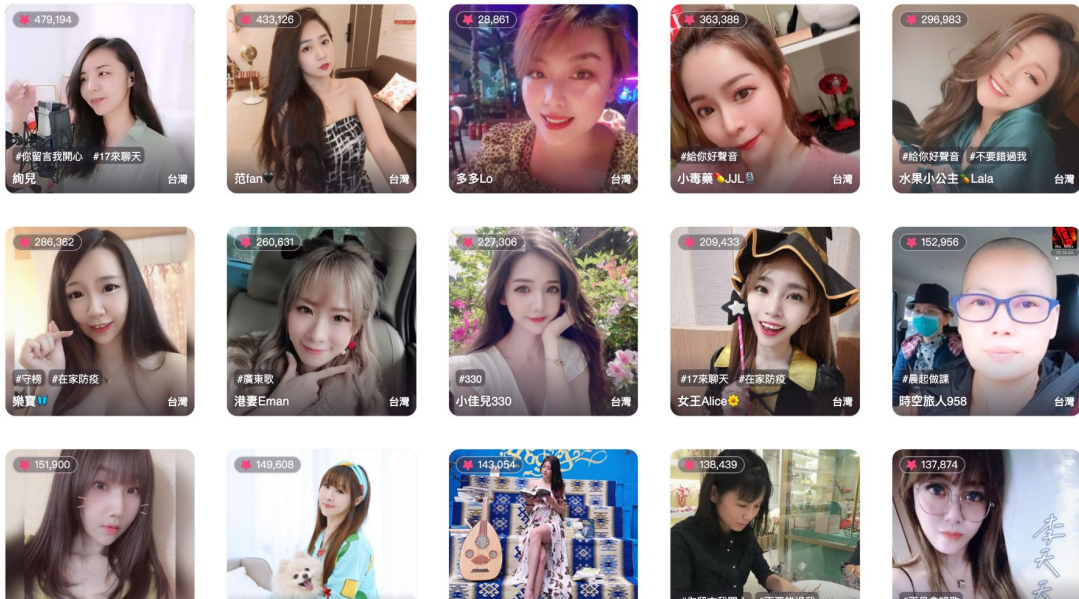 479,194
#你留言我開心 #17來聊天
絢兒 台灣
433,126
范fan🖤 台灣
28,861
多多Lo 台灣
363,388
#給你好聲音
小毒藥💊JJL 台灣
296,983
#給你好聲音 #不要錯過我
水果小公主🍍Lala 台灣
286,362
#守榜 #在家防疫
樂寶🦋 台灣
260,631
#廣東歌
港妻Eman 台灣
227,306
#330
小佳兒330 台灣
209,433
#17來聊天 #在家防疫
女王Alice🌻 台灣
152,956
#晨起做課
時空旅人958 台灣
151,900
149,608
143,054
138,439
137,874
李天
天